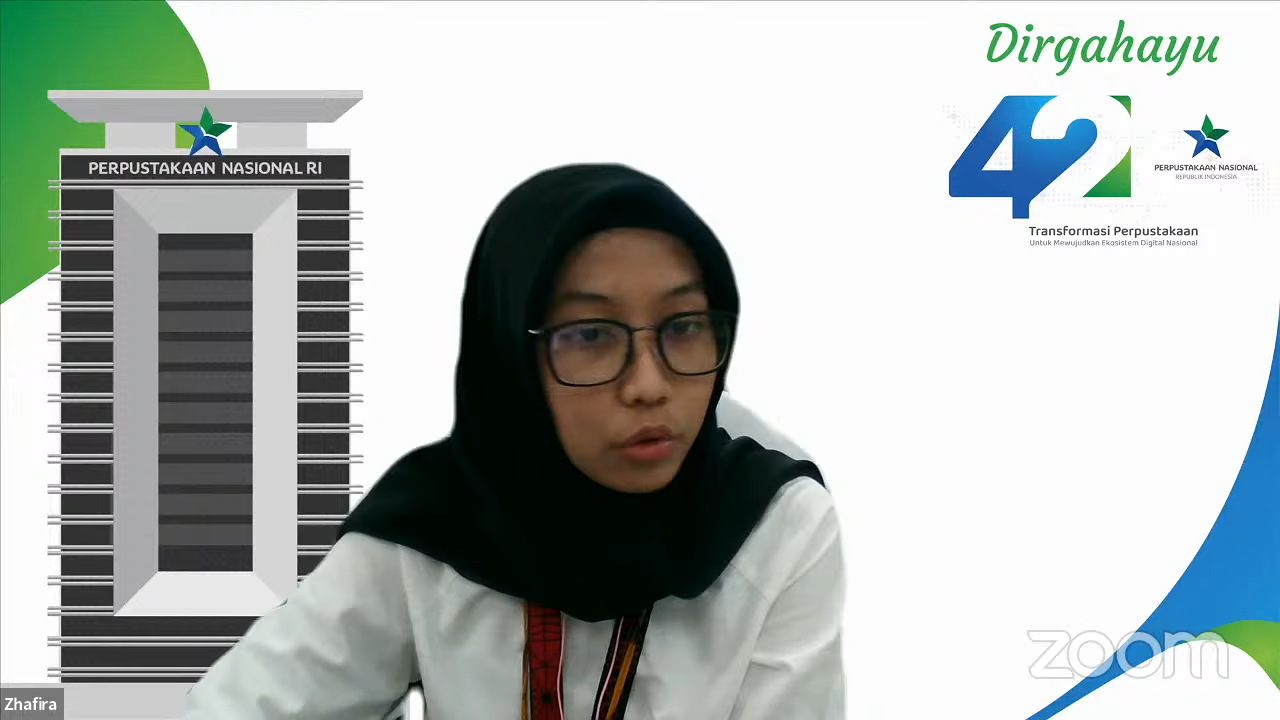 Dirgahayu
42
PERPUSTAKAAN NASIONAL
REPUBLIK INDONESIA
Transformasi Perpustakaan
Untuk Mewujudkan Ekosistem Digital Nasional
PERPUSTAKAAN NASIONAL RI
zoom
Zhafira